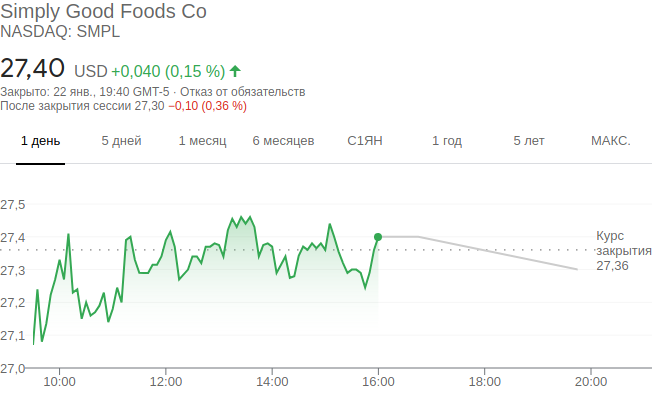 Simply Good Foods Co
NASDAQ: SMPL
27,40 USD +0,040 (0,15 %)
Закрыто: 22 янв., 19:40 GMT-5 · Отказ от обязательств
После закрытия сессии 27,30 −0,10 (0,36 %)
1 день 5 дней 1 месяц 6 месяцев С1ЯН 1 год 5 лет МАКС.
27,5
27,4
27,3
27,2
27,1
27,0
Курс
закрытия
27,36
10:00 12:00 14:00 16:00 18:00 20:00